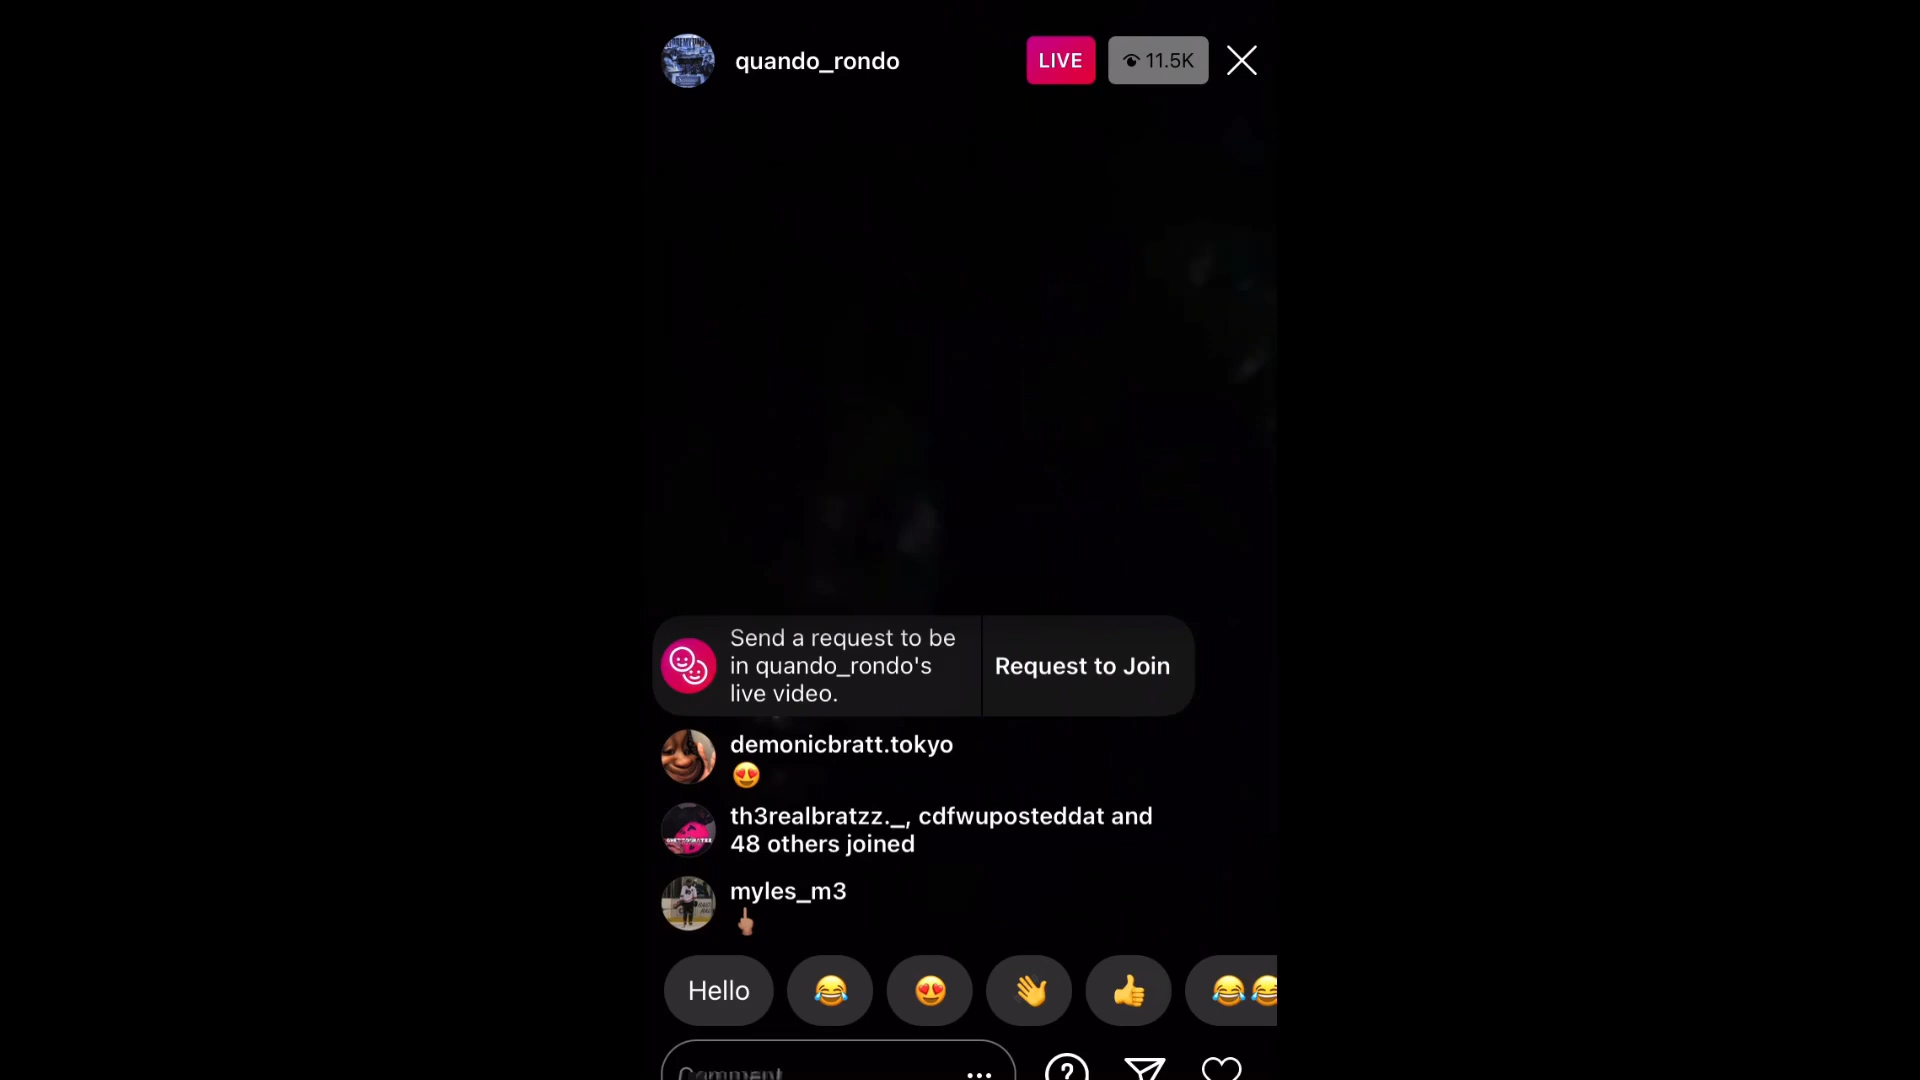 quando_rondo
LIVE
11.5K
Send a request to be
in quando_rondo's
live video.
Request to Join
demonicbratt.tokyo
😍
th3realbratzz._, cdfwuposteddat and
48 others joined
myles_m3
🖕🏽
Hello
😂
😍
👋
👍
😂😂
Comment